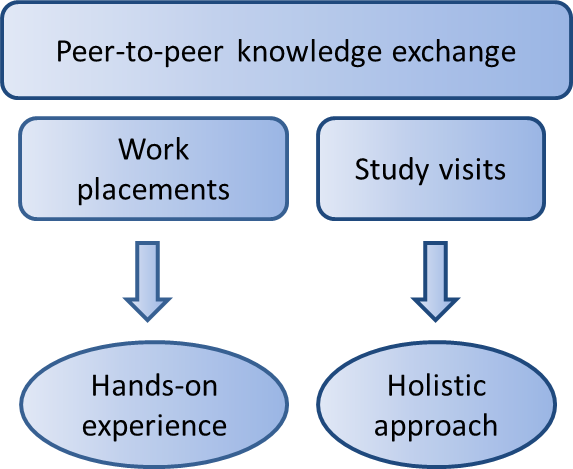 Peer-to-peer knowledge exchange
Work
placements
Study visits
Hands-on
experience
Holistic
approach